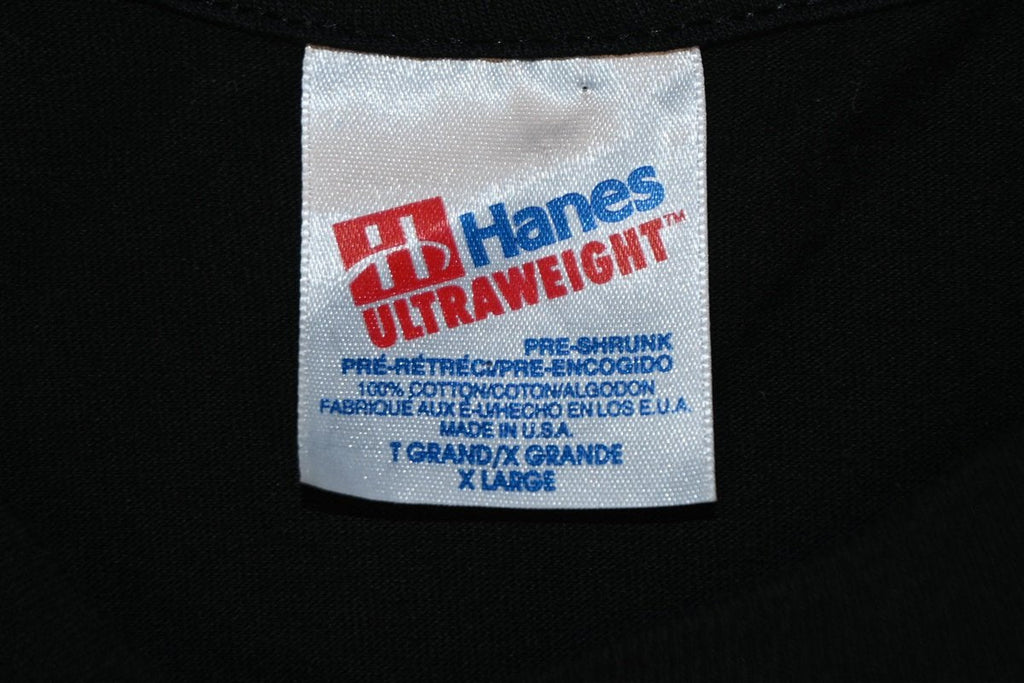 Hanes
ULTRAWEIGHT™
PRE-SHRUNK
PRÉ-RÉTRÉCI/PRE-ENCOGIDO
100% COTTON/COTON/ALGODON
FABRIQUÉ AUX É-U/HECHO EN LOS E.U.A.
MADE IN U.S.A.
T GRAND/X GRANDE
X LARGE